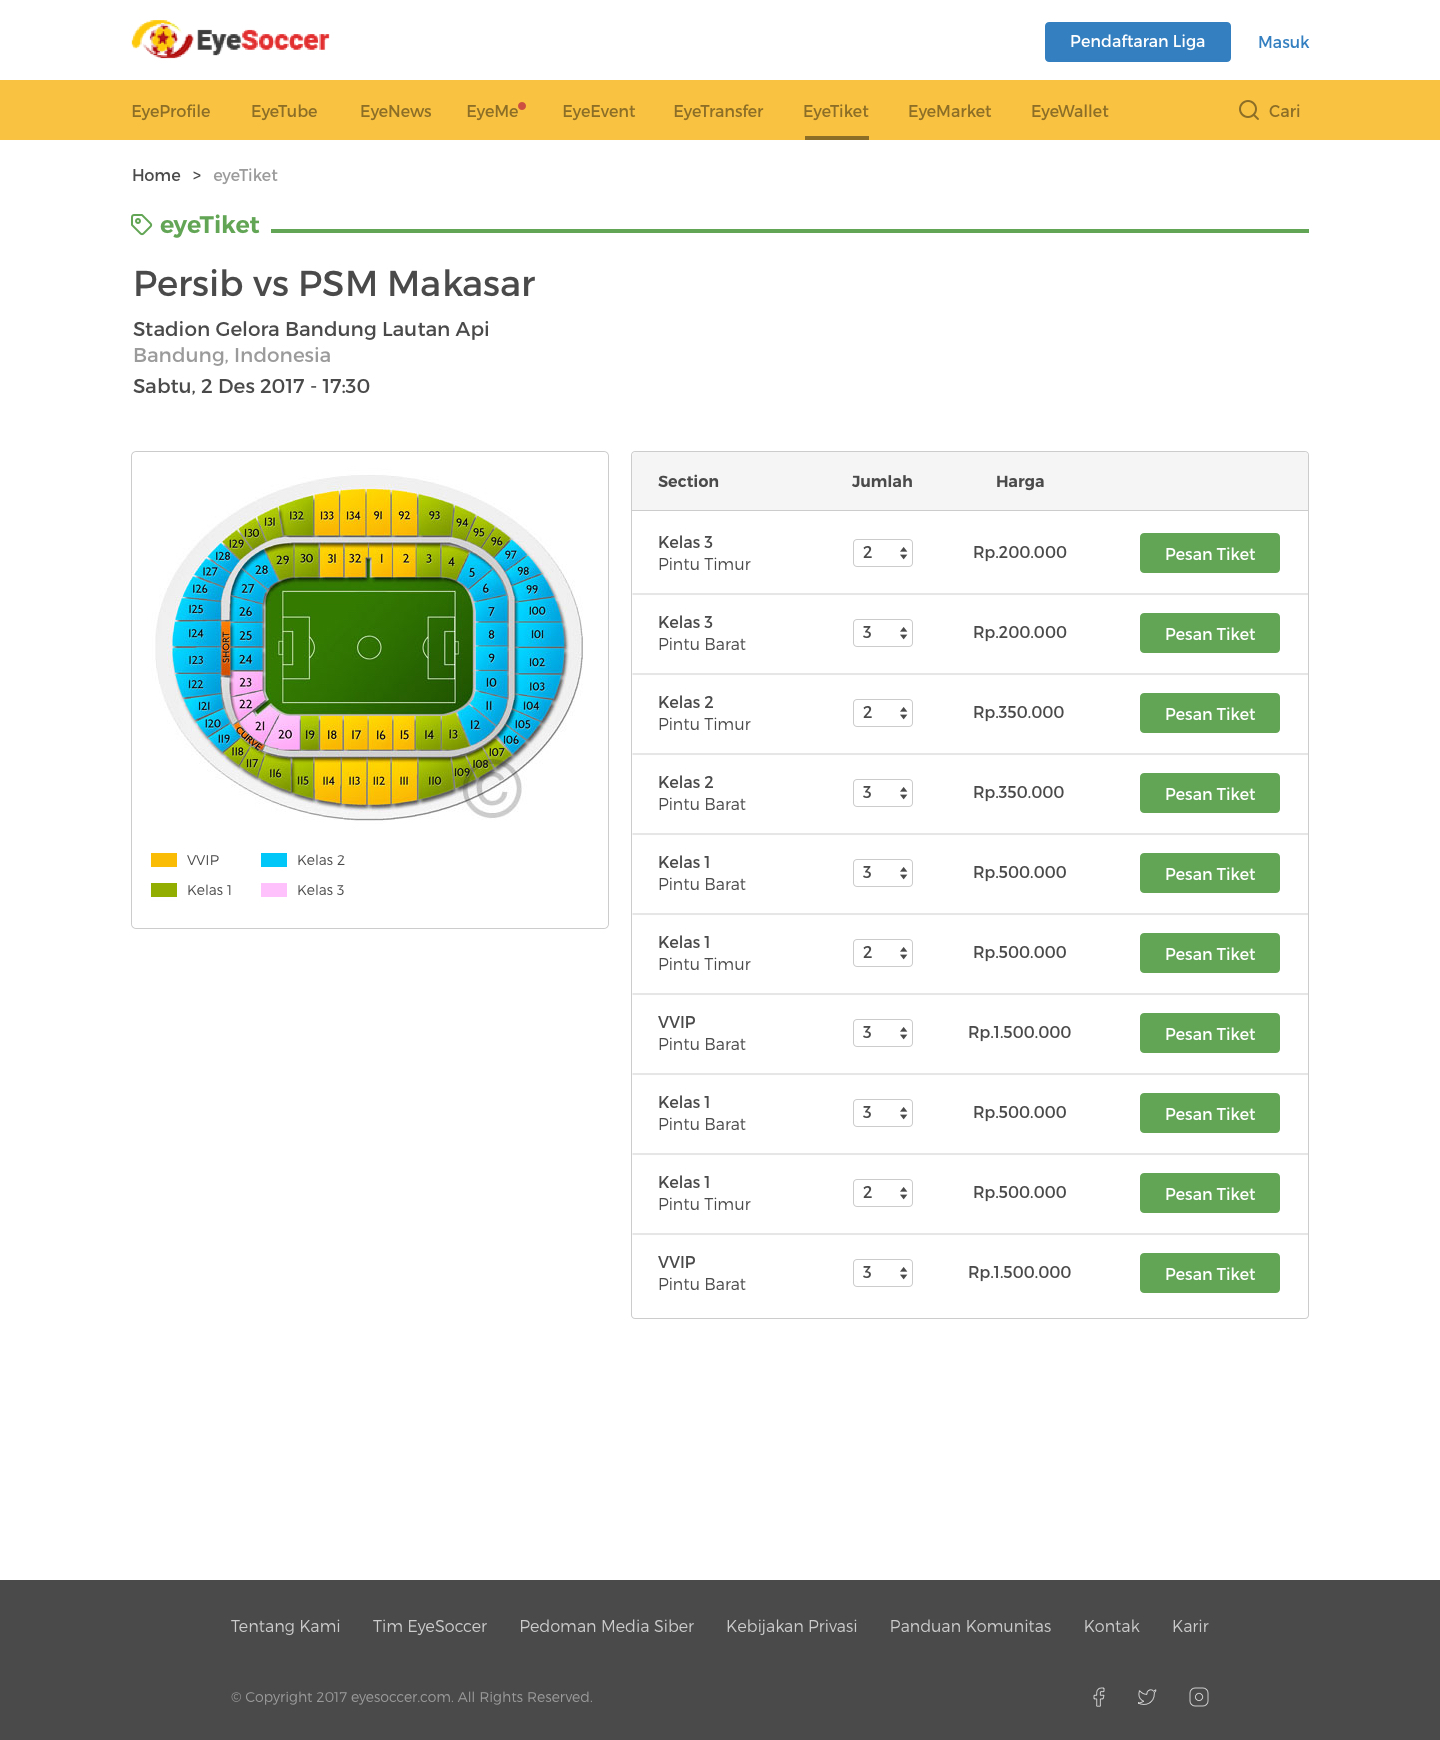 EyeSoccer
Pendaftaran Liga
Masuk
EyeProfile
EyeTube
EyeNews
EyeMe
EyeEvent
EyeTransfer
EyeTiket
EyeMarket
EyeWallet
Cari
Home > eyeTiket
eyeTiket
Persib vs PSM Makasar
Stadion Gelora Bandung Lautan Api
Bandung, Indonesia
Sabtu, 2 Des 2017 - 17:30
131 132 133 134 91 92 93 94 95 96 97 98 99 100 101 102 103 104 105 106 107 108 109 110 111 112 113 114 115 116 117 118 119 120 121 122 123 124 125 126 127 128 129 130
28 29 30 31 32 1 2 3 4 5 6 7 8 9 10 11 12 13 14 15 16 17 18 19 20 21 22 23 24 25 26 27
SHORT
CURVE
©
VVIP
Kelas 2
Kelas 1
Kelas 3
Section Jumlah Harga
Kelas 3
Pintu Timur
2 Rp.200.000 Pesan Tiket
Kelas 3
Pintu Barat
3 Rp.200.000 Pesan Tiket
Kelas 2
Pintu Timur
2 Rp.350.000 Pesan Tiket
Kelas 2
Pintu Barat
3 Rp.350.000 Pesan Tiket
Kelas 1
Pintu Barat
3 Rp.500.000 Pesan Tiket
Kelas 1
Pintu Timur
2 Rp.500.000 Pesan Tiket
VVIP
Pintu Barat
3 Rp.1.500.000 Pesan Tiket
Kelas 1
Pintu Barat
3 Rp.500.000 Pesan Tiket
Kelas 1
Pintu Timur
2 Rp.500.000 Pesan Tiket
VVIP
Pintu Barat
3 Rp.1.500.000 Pesan Tiket
Tentang Kami
Tim EyeSoccer
Pedoman Media Siber
Kebijakan Privasi
Panduan Komunitas
Kontak
Karir
© Copyright 2017 eyesoccer.com. All Rights Reserved.